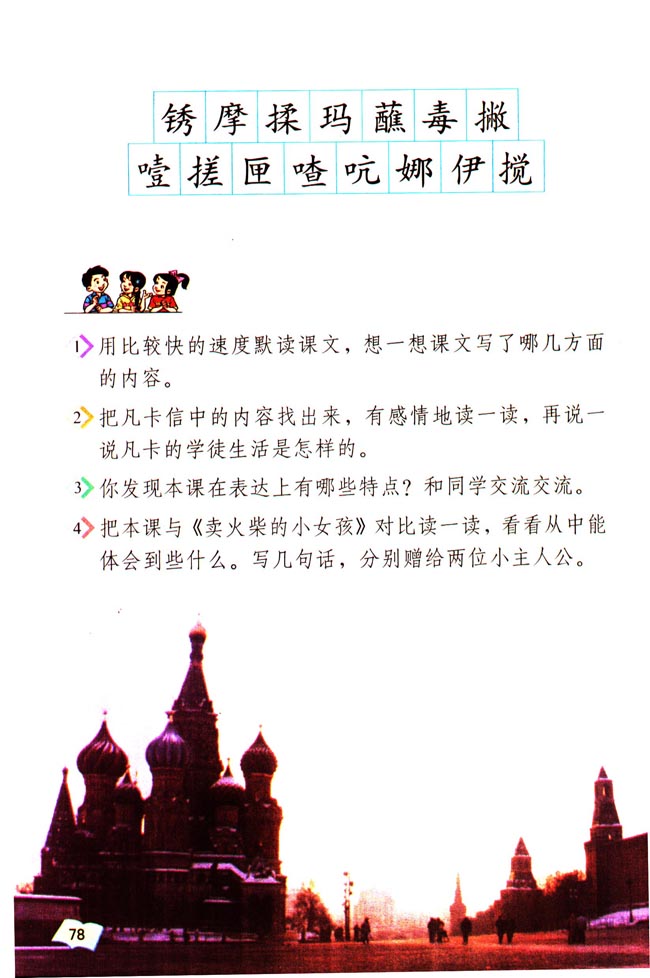 锈摩揉玛蘸毒撇
噎搓匣喳吭娜伊搅
1 用比较快的速度默读课文，想一想课文写了哪几方面
的内容。
2 把凡卡信中的内容找出来，有感情地读一读，再说一
说凡卡的学徒生活是怎样的。
3 你发现本课在表达上有哪些特点？和同学交流交流。
4 把本课与《卖火柴的小女孩》对比读一读，看看从中能
体会到些什么。写几句话，分别赠给两位小主人公。
78